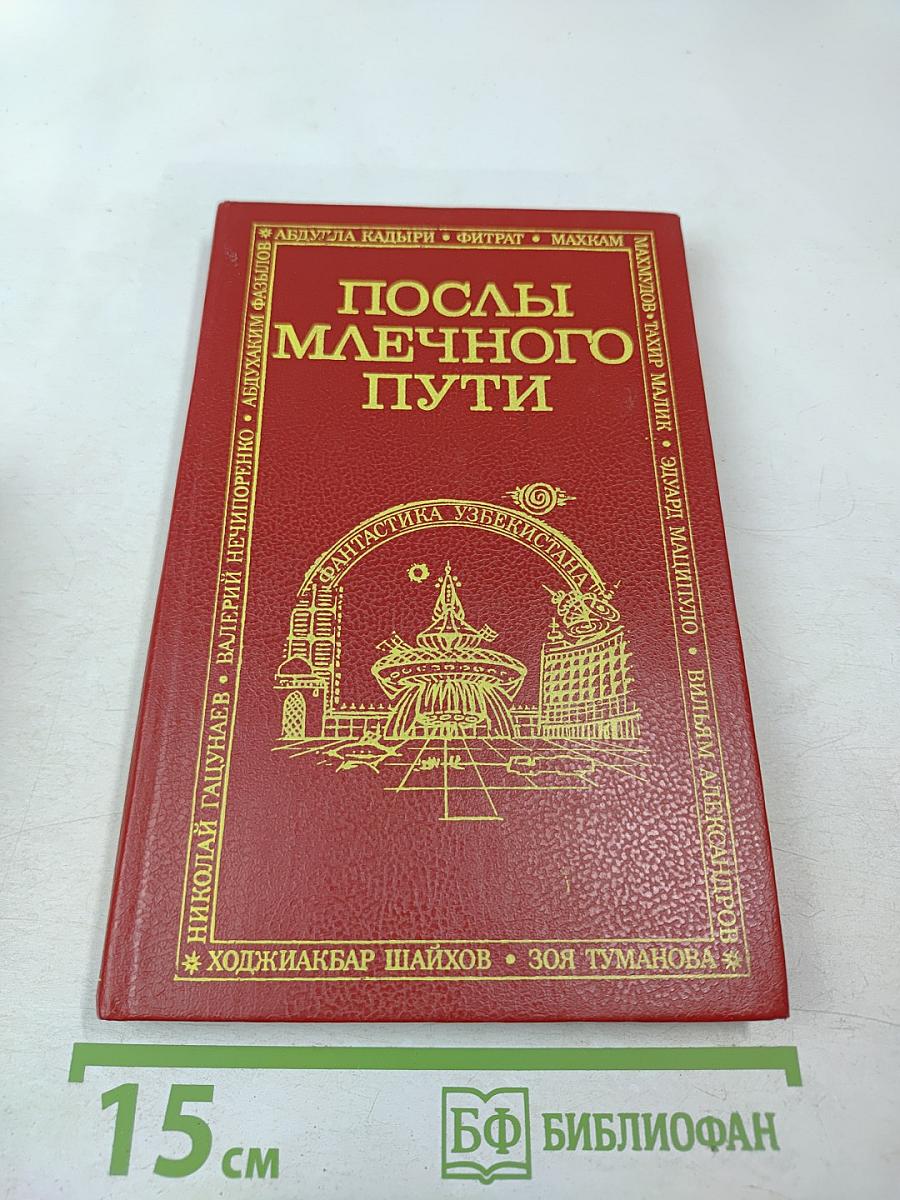 АБДУЛЛА КАДЫРИ • ФИТРАТ • МАХКАМ
МАХМУДОВ • ТАХИР МАЛИК • ЭДУАРД МАЦИПУЛО • ВИЛЬЯМ АЛЕКСАНДРОВ
НИКОЛАЙ ГАЦУНАЕВ • ВАЛЕРИЙ НЕЧИПОРЕНКО • АБДУХАКИМ ФАЗЫЛОВ
ПОСЛЫ
МЛЕЧНОГО
ПУТИ
ФАНТАСТИКА УЗБЕКИСТАНА
ХОДЖИАКБАР ШАЙХОВ • ЗОЯ ТУМАНОВА
15 см
БФ БИБЛИОФАН